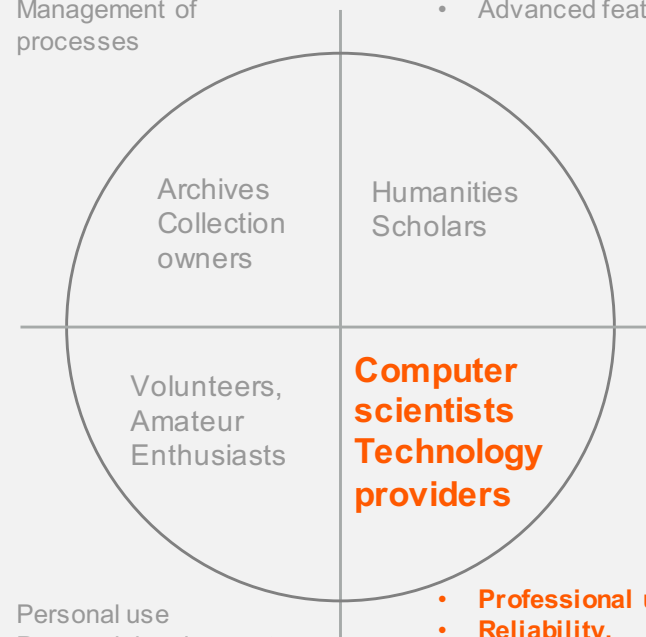 Management of
processes
• Advanced
Archives
Collection
owners
Humanities
Scholars
Volunteers,
Amateur
Enthusiasts
Computer
scientists
Technology
providers
Personal use
• Professional
• Reliability.